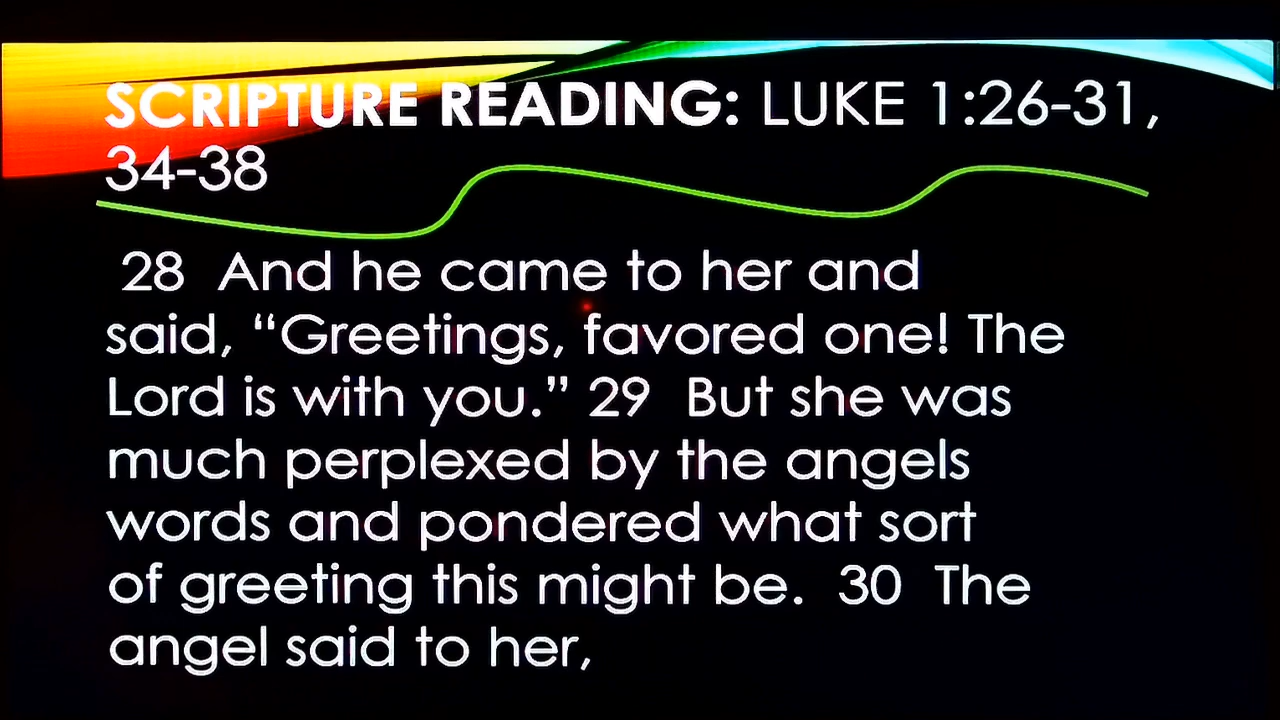 SCRIPTURE READING: LUKE 1:26-31,
34-38
28 And he came to her and
said, “Greetings, favored one! The
Lord is with you.” 29 But she was
much perplexed by the angels
words and pondered what sort
of greeting this might be. 30 The
angel said to her,